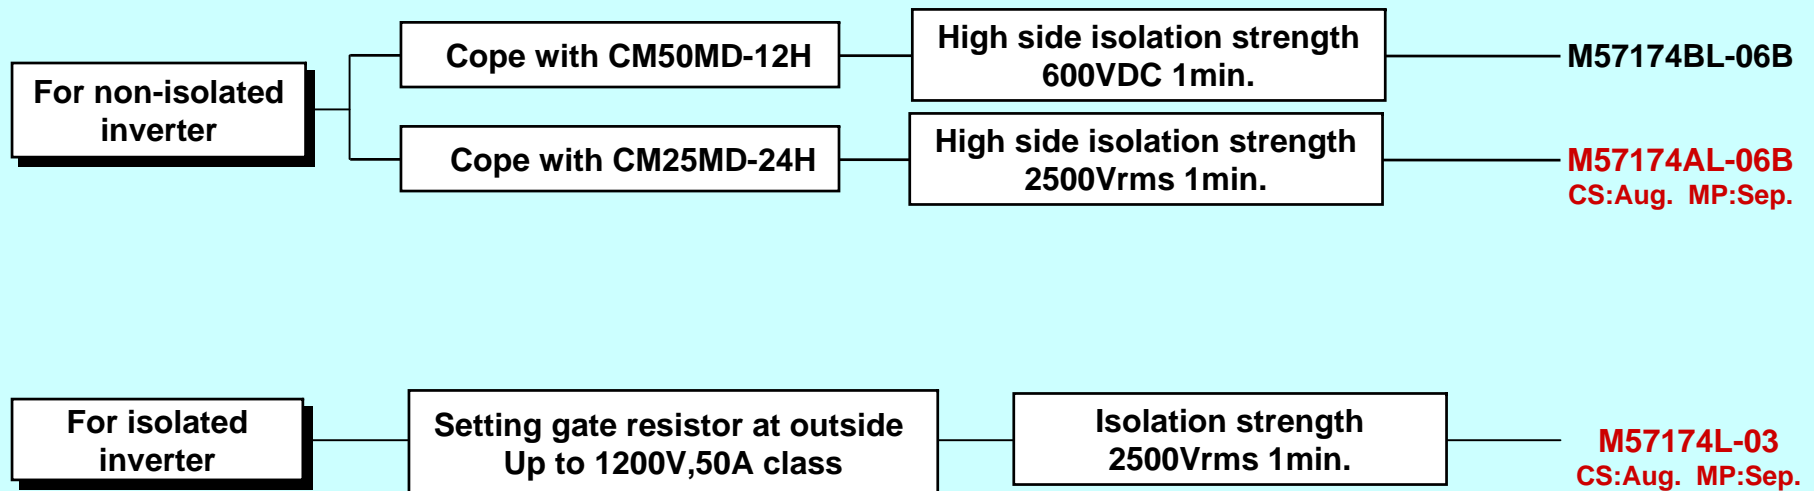 For non-isolated
inverter
Cope with CM50MD-12H
High side isolation strength
600VDC 1min.
M57174BL-06B
Cope with CM25MD-24H
High side isolation strength
2500Vrms 1min.
M57174AL-06B
CS:Aug.  MP:Sep.
For isolated
inverter
Setting gate resistor at outside
Up to 1200V,50A class
Isolation strength
2500Vrms 1min.
M57174L-03
CS:Aug.  MP:Sep.